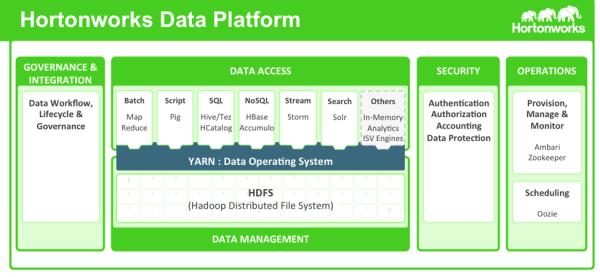 Hortonworks Data Platform
Hortonworks
GOVERNANCE &
INTEGRATION
Data Workflow,
Lifecycle &
Governance
DATA ACCESS
Batch
Map
Reduce
Script
Pig
SQL
Hive/Tez
HCatalog
NoSQL
HBase
Accumulo
Stream
Storm
Search
Solr
Others
In-Memory
Analytics
ISV Engines
YARN : Data Operating System
HDFS
(Hadoop Distributed File System)
DATA MANAGEMENT
SECURITY
Authentication
Authorization
Accounting
Data Protection
OPERATIONS
Provision,
Manage &
Monitor
Ambari
Zookeeper
Scheduling
Oozie